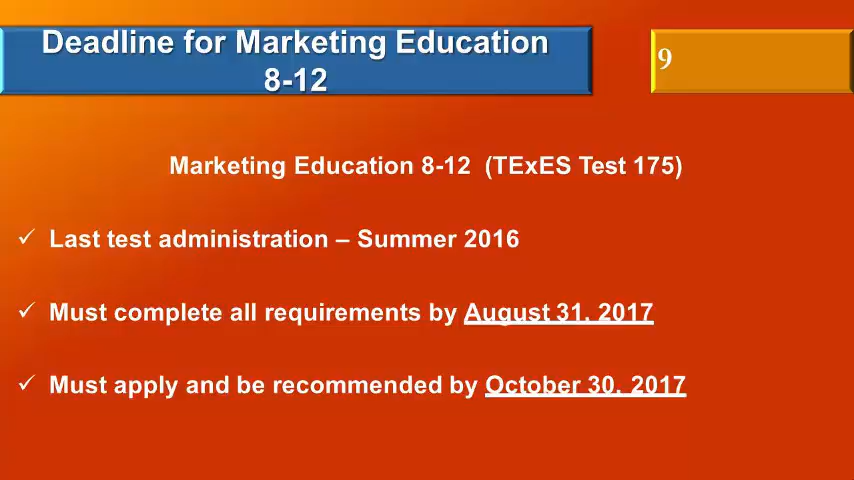 Deadline for Marketing Education
8-12
9
Marketing Education 8-12 (TExES Test 175)
✓ Last test administration – Summer 2016
✓ Must complete all requirements by August 31, 2017
✓ Must apply and be recommended by October 30, 2017